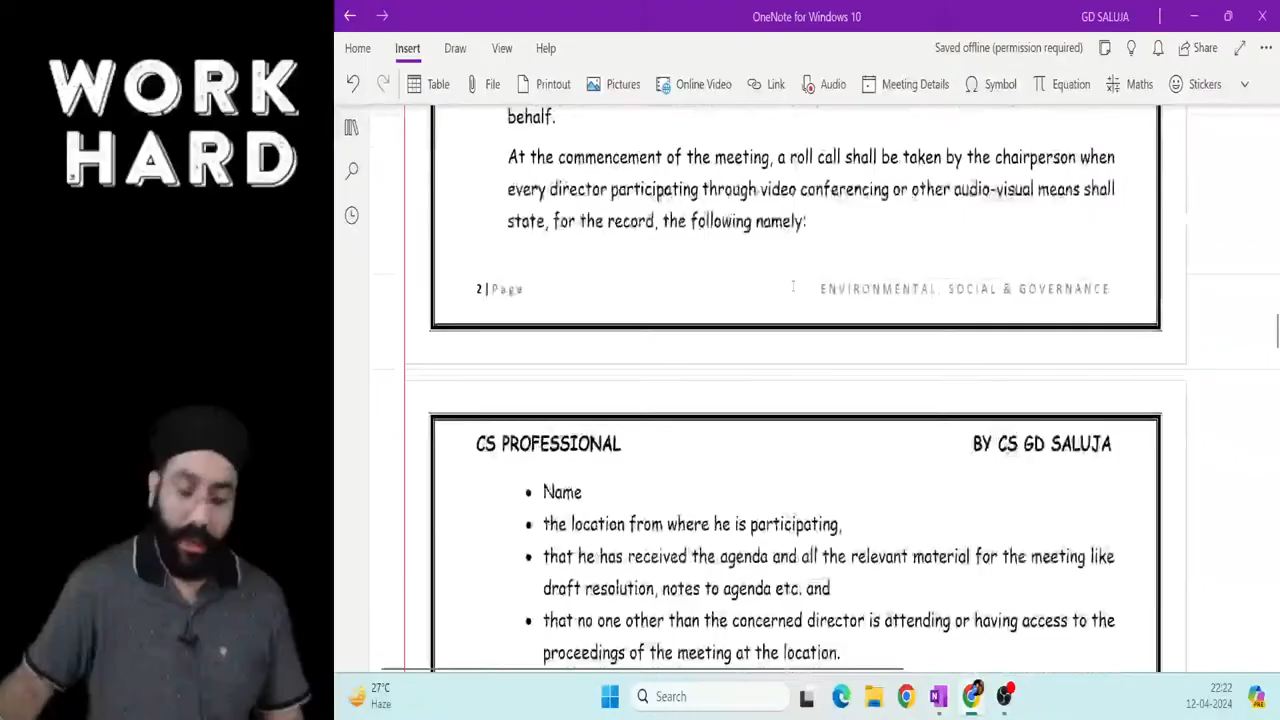 WORK
HARD
OneNote for Windows 10
GD SALUJA
Home Insert Draw View Help
Saved offline (permission required)
Share
Table File Printout Pictures Online Video Link Audio Meeting Details Symbol Equation Maths Stickers
behalf.
At the commencement of the meeting, a roll call shall be taken by the chairperson when
every director participating through video conferencing or other audio-visual means shall
state, for the record, the following namely:
2 | Page
ENVIRONMENTAL, SOCIAL & GOVERNANCE
CS PROFESSIONAL
BY CS GD SALUJA
• Name
• the location from where he is participating,
• that he has received the agenda and all the relevant material for the meeting like
draft resolution, notes to agenda etc. and
• that no one other than the concerned director is attending or having access to the
proceedings of the meeting at the location.
27°C
Haze
Search
22:22
12-04-2024